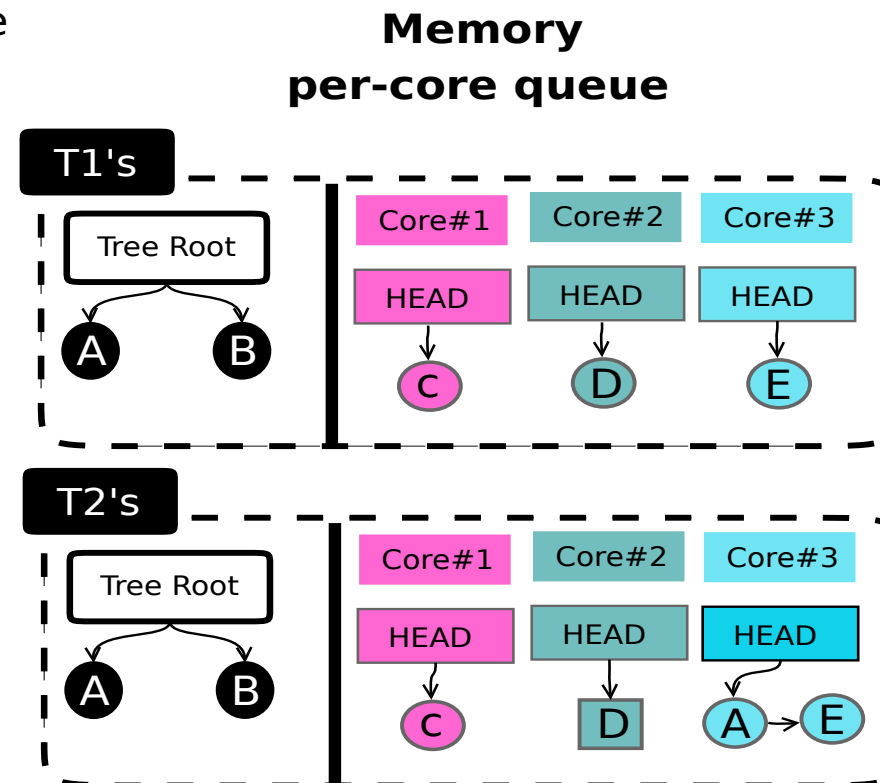 e
Memory
per-core queue
T1's
Tree Root
A
B
Core#1
Core#2
Core#3
HEAD
HEAD
HEAD
c
D
E
T2's
Tree Root
A
B
Core#1
Core#2
Core#3
HEAD
HEAD
HEAD
c
D
A
E